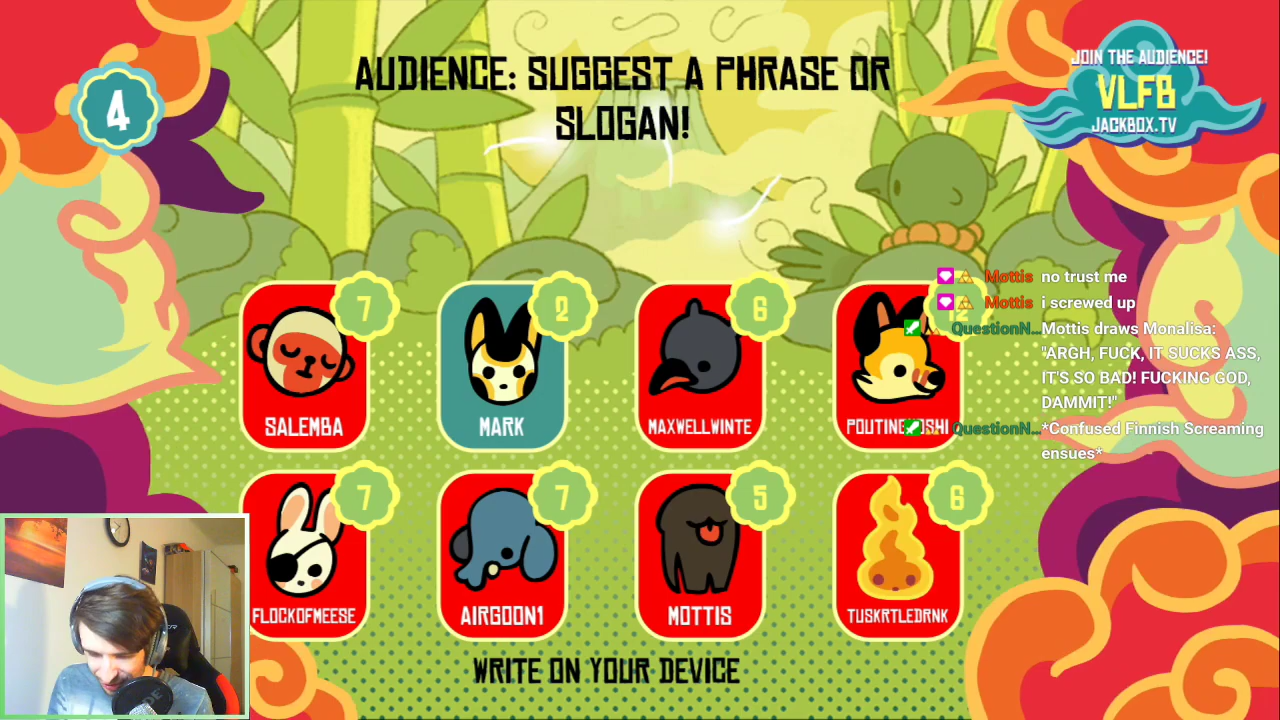 AUDIENCE: SUGGEST A PHRASE OR
SLOGAN!
4
JOIN THE AUDIENCE!
VLFB
JACKBOX.TV
7
2
6
SALEMBA
MARK
MAXWELLWINTE
Mottis no trust me
Mottis i screwed up
QuestionN... Mottis draws Monalisa:
"ARGH, FUCK, IT SUCKS ASS,
IT'S SO BAD! FUCKING GOD,
DAMMIT!"
QuestionN... *Confused Finnish Screaming
ensues*
7
7
5
6
FLOCKOFMEESE
AIRGOON1
MOTTIS
TUSKRTLEDRNK
WRITE ON YOUR DEVICE